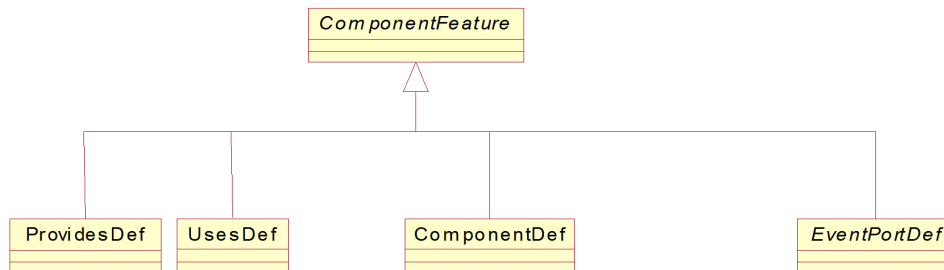 ComponentFeature
ProvidesDef
UsesDef
ComponentDef
EventPortDef